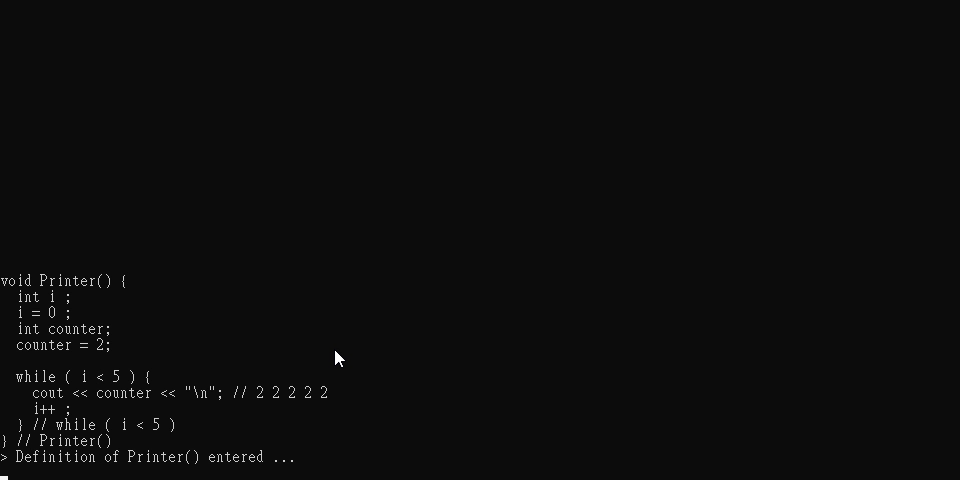 void Printer() {
  int i ;
  i = 0 ;
  int counter;
  counter = 2;

  while ( i < 5 ) {
    cout << counter << "\n"; // 2 2 2 2 2
    i++ ;
  } // while ( i < 5 )
} // Printer()
> Definition of Printer() entered ...